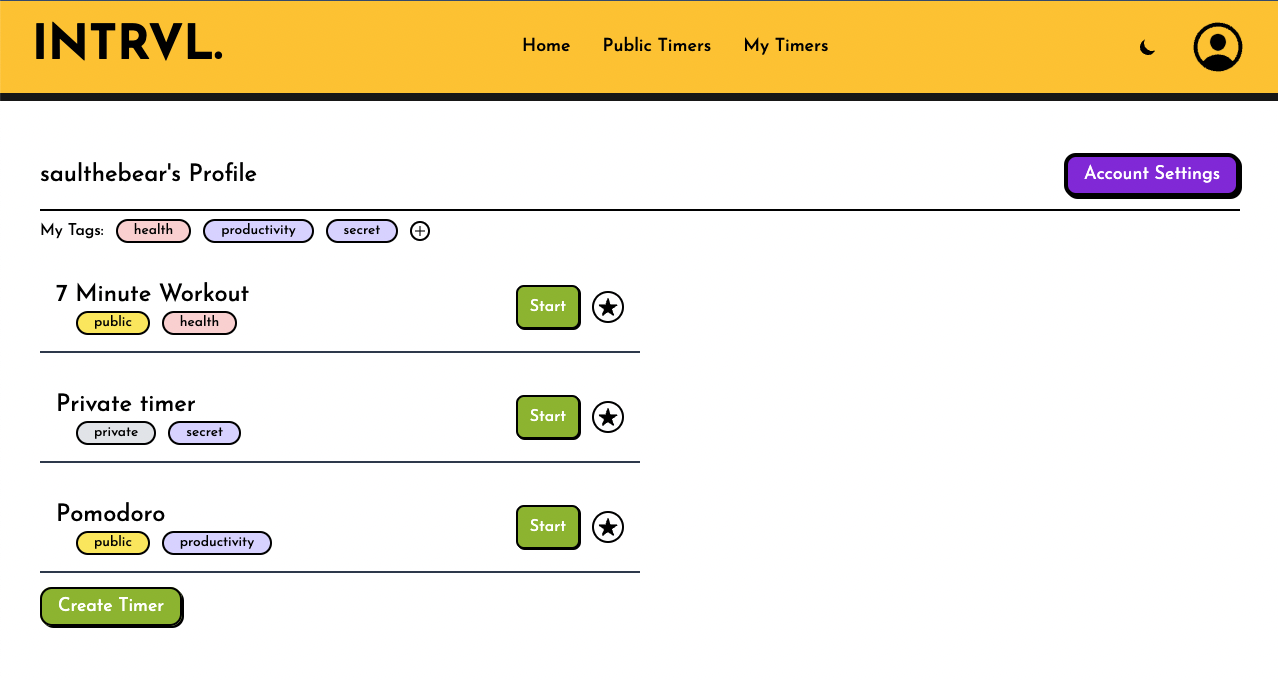 INTRVL.
Home Public Timers My Timers
saulthebear's Profile
Account Settings
My Tags: health productivity secret
7 Minute Workout
public health
Start
Private timer
private secret
Start
Pomodoro
public productivity
Start
Create Timer